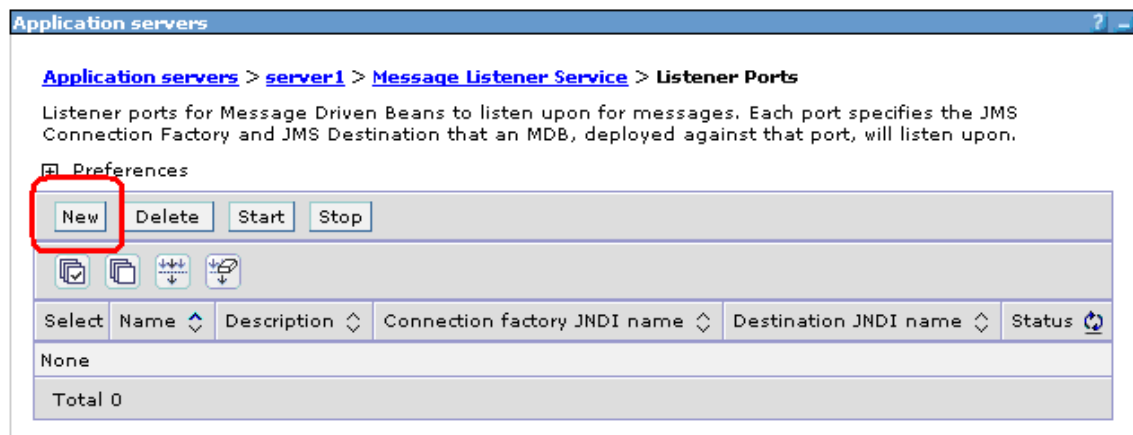 Application servers ? –
Application servers > server1 > Message Listener Service > Listener Ports
Listener ports for Message Driven Beans to listen upon for messages. Each port specifies the JMS
Connection Factory and JMS Destination that an MDB, deployed against that port, will listen upon.
Preferences
New Delete Start Stop
Select Name Description Connection factory JNDI name Destination JNDI name Status
None
Total 0